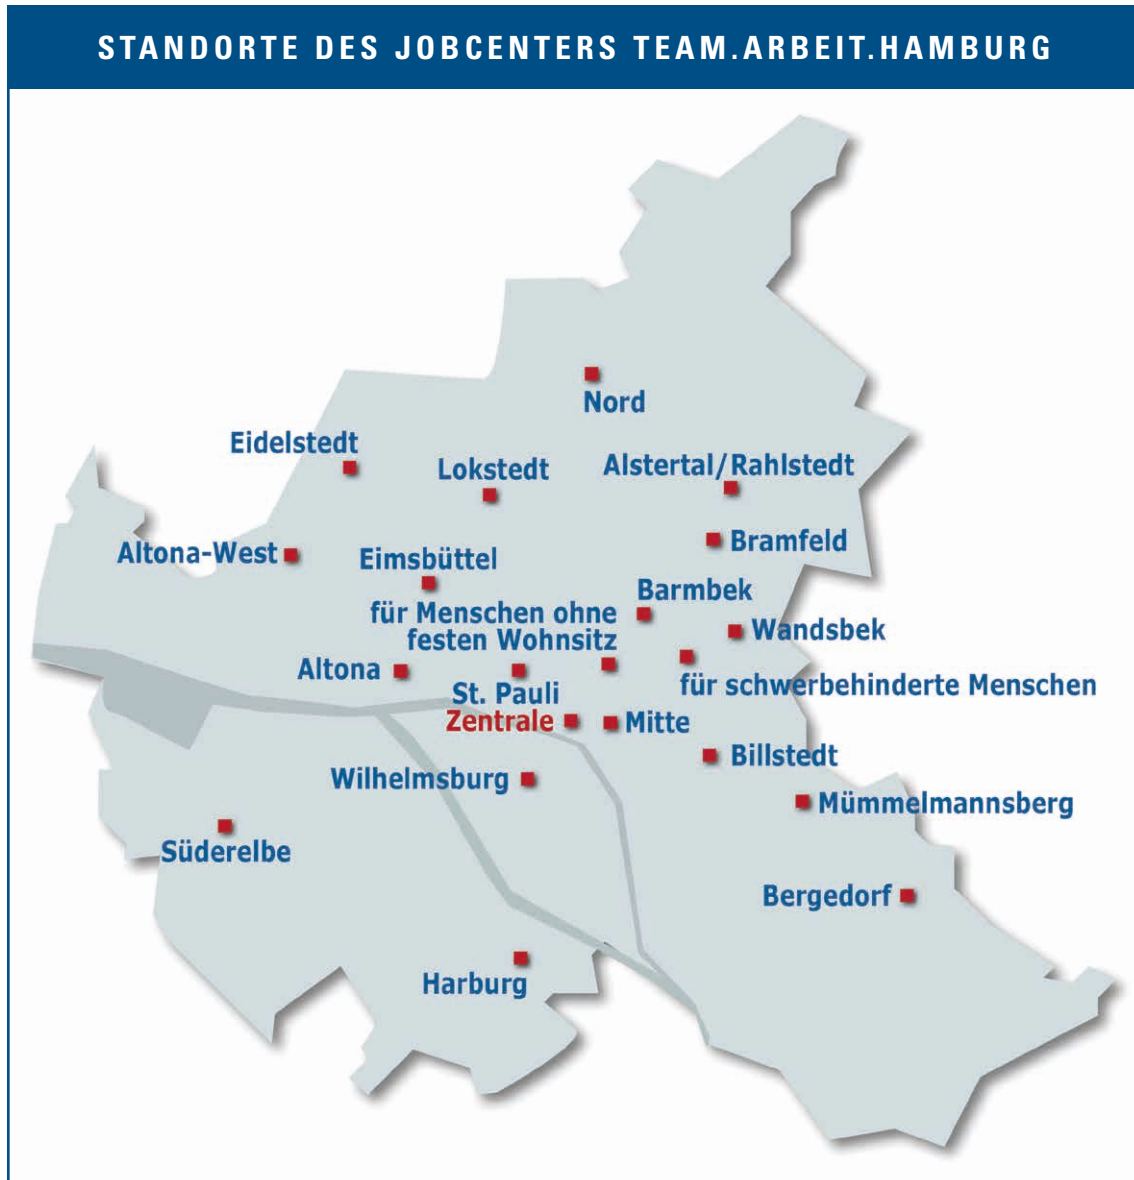 STANDORTE DES JOBCENTERS TEAM.ARBEIT.HAMBURG
Nord
Eidelstedt
Lokstedt
Alstertal/Rahlstedt
Altona-West
Eimsbüttel
Bramfeld
Barmbek
für Menschen ohne
festen Wohnsitz
Wandsbek
Altona
St. Pauli
für schwerbehinderte Menschen
Zentrale
Mitte
Billstedt
Wilhelmsburg
Mümmelmannsberg
Süderelbe
Bergedorf
Harburg